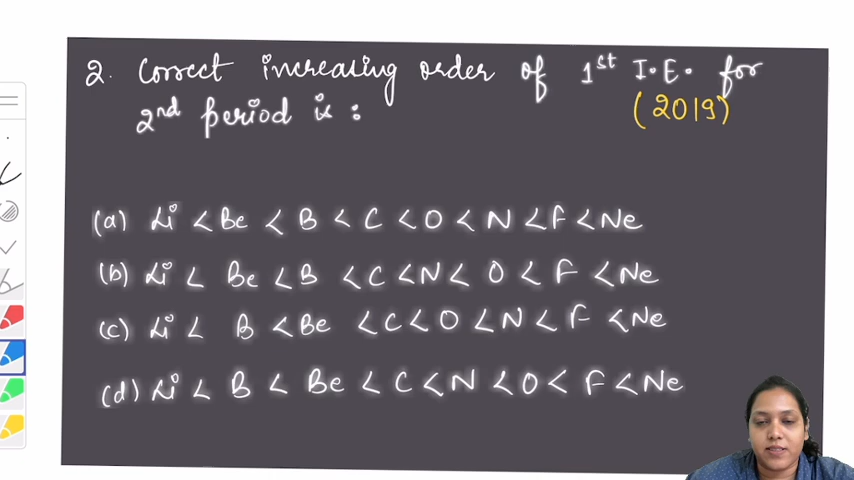 2. Correct increasing order of 1st I.E. for
2nd period is :
(2019)
(a) Li < Be < B < C < O < N < F < Ne
(b) Li < Be < B < C < N < O < F < Ne
(c) Li < B < Be < C < O < N < F < Ne
(d) Li < B < Be < C < N < O < F < Ne